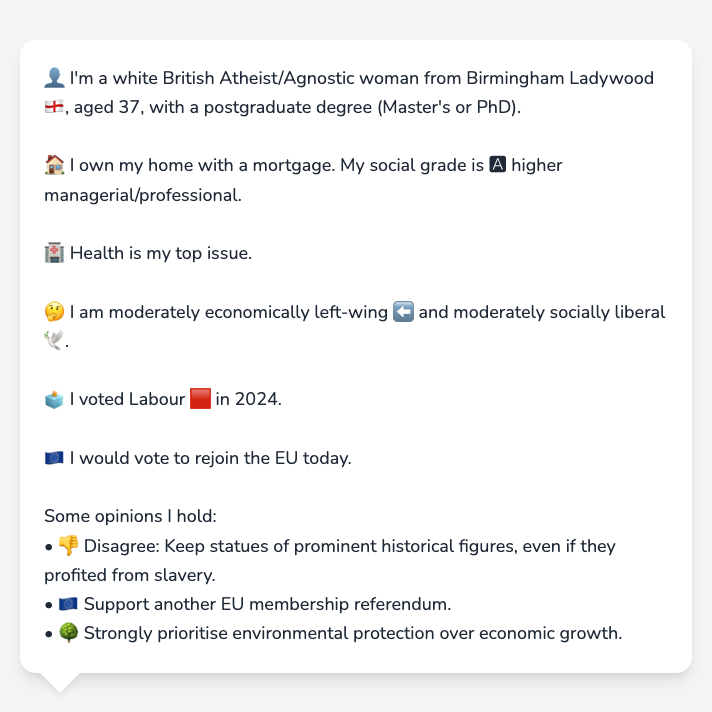 👤 I'm a white British Atheist/Agnostic woman from Birmingham Ladywood
🏴󠁧󠁢󠁥󠁮󠁧󠁿, aged 37, with a postgraduate degree (Master's or PhD).
🏠 I own my home with a mortgage. My social grade is 🅰 higher
managerial/professional.
🏥 Health is my top issue.
🤔 I am moderately economically left-wing ⬅️ and moderately socially liberal
🕊️.
🗳️ I voted Labour 🟥 in 2024.
🇪🇺 I would vote to rejoin the EU today.
Some opinions I hold:
• 👎 Disagree: Keep statues of prominent historical figures, even if they
profited from slavery.
• 🇪🇺 Support another EU membership referendum.
• 🌳 Strongly prioritise environmental protection over economic growth.